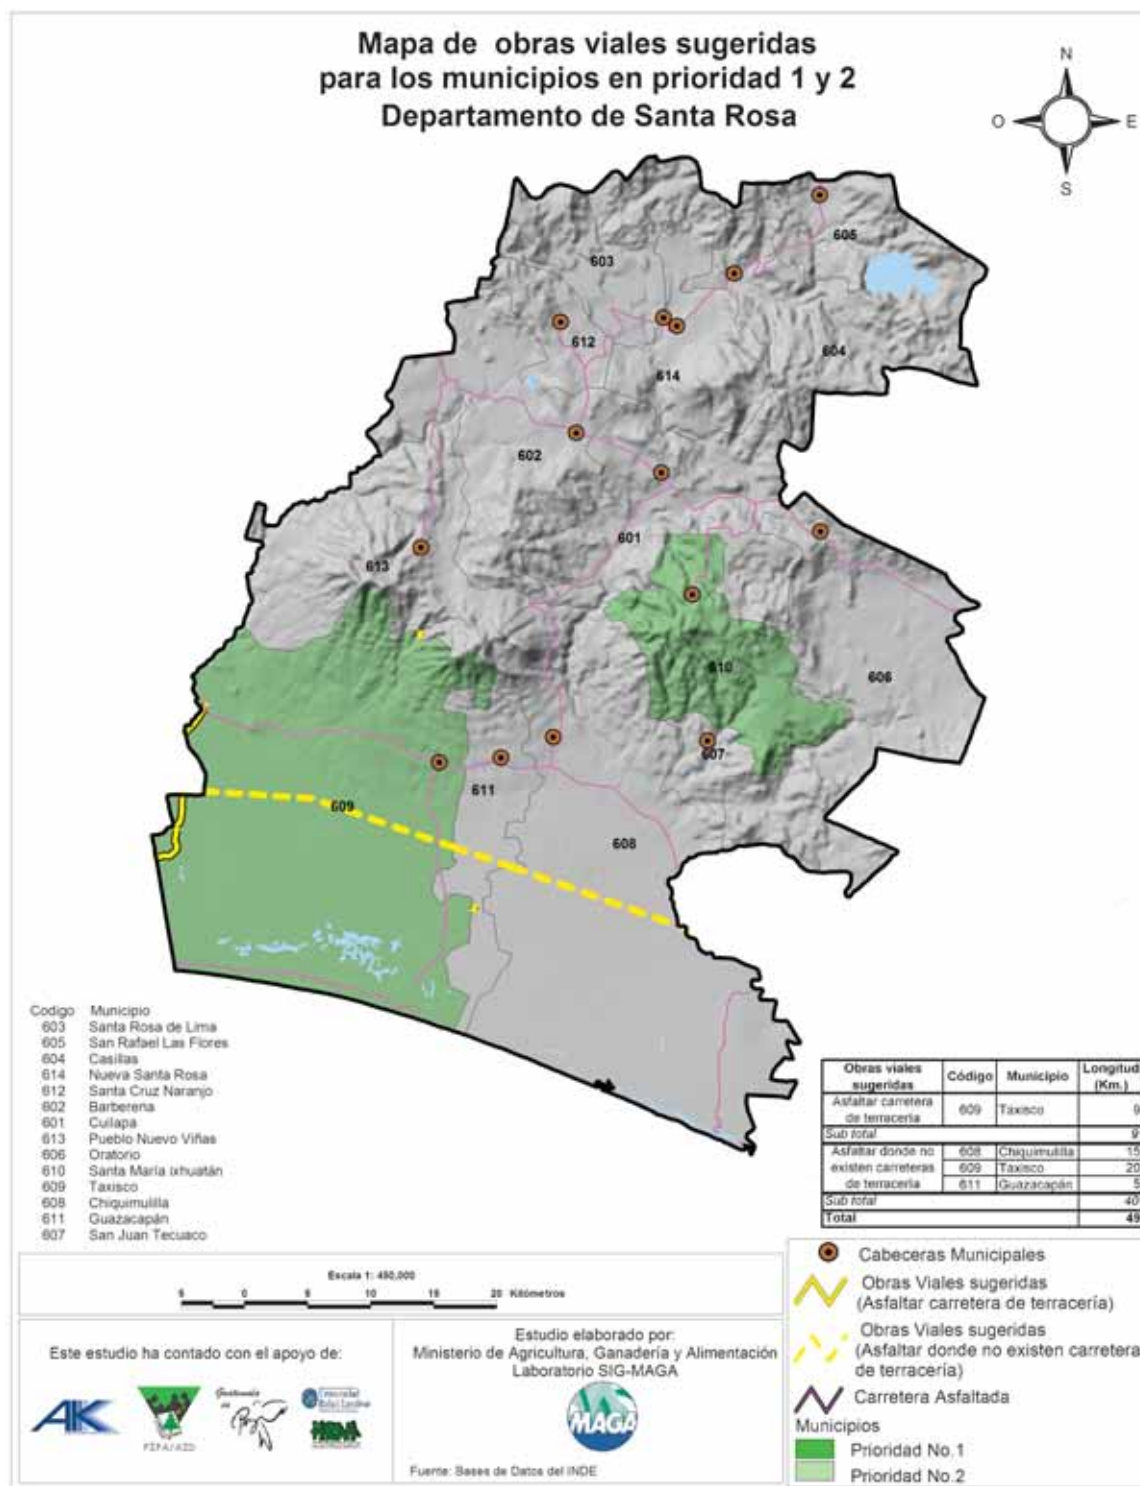 Mapa de obras viales sugeridas
para los municipios en prioridad 1 y 2
Departamento de Santa Rosa
N
O E
S
605
603
612
604
614
602
601
613
610
606
607
611
609
608
Codigo Municipio
603 Santa Rosa de Lima
605 San Rafael Las Flores
604 Casillas
614 Nueva Santa Rosa
612 Santa Cruz Naranjo
602 Barberena
601 Cuilapa
613 Pueblo Nuevo Viñas
606 Oratorio
610 Santa María Ixhuatán
609 Taxisco
608 Chiquimulilla
611 Guazacapán
607 San Juan Tecuaco
Obras viales sugeridas Código Municipio Longitud (Km.)
Asfaltar carretera de terraceria 609 Taxisco 9
Sub total 9
Asfaltar donde no existen carreteras de terraceria 608 Chiquimulilla 15
609 Taxisco 20
611 Guazacapán 5
Sub total 40
Total 49
Escala 1: 450,000
5 0 5 10 15 20 Kilómetros
Cabeceras Municipales
Obras Viales sugeridas
(Asfaltar carretera de terracería)
Obras Viales sugeridas
(Asfaltar donde no existen carretera
de terracería)
Carretera Asfaltada
Municipios
Prioridad No.1
Prioridad No.2
Este estudio ha contado con el apoyo de:
PIPAAID
Guatemala
Universidad
Rafael Landívar
Estudio elaborado por:
Ministerio de Agricultura, Ganadería y Alimentación
Laboratorio SIG-MAGA
MAGA
Fuente: Bases de Datos del INDE